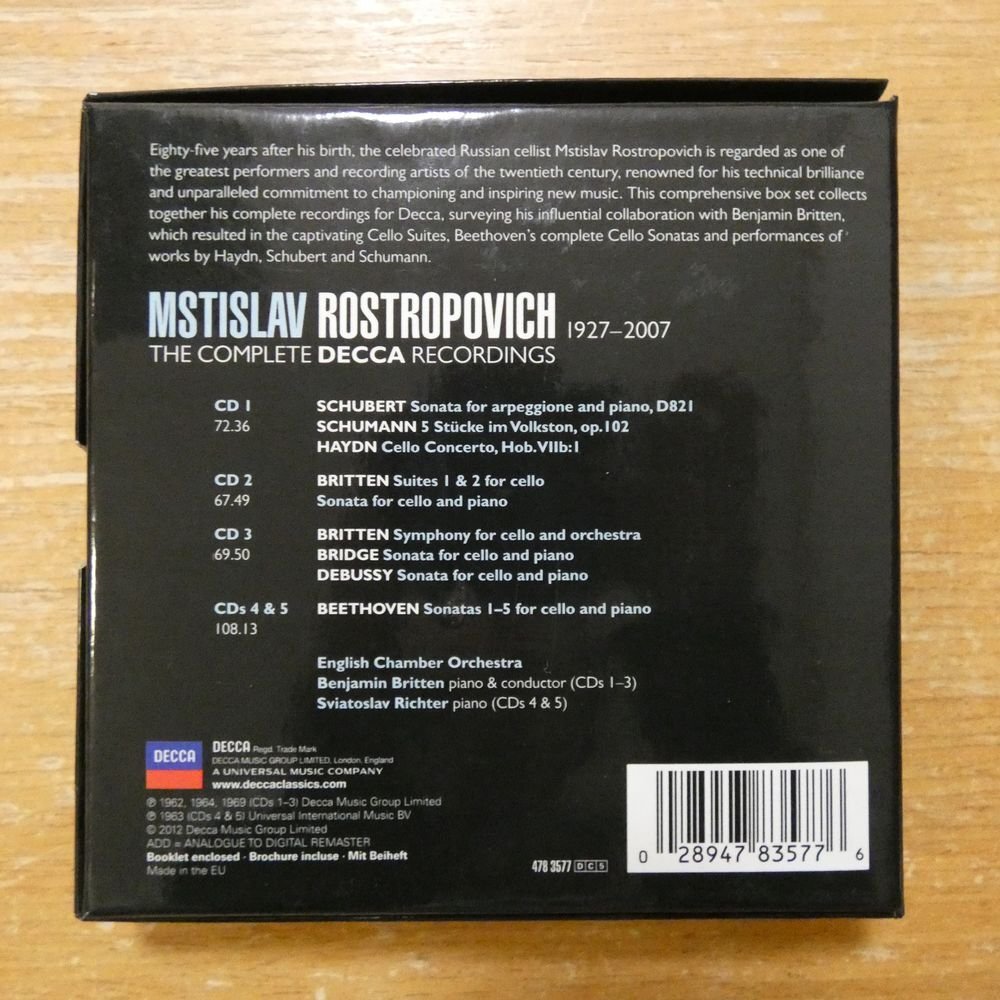 Eighty-five years after his birth, the celebrated Russian cellist Mstislav Rostropovich is regarded as one of
the greatest performers and recording artists of the twentieth century, renowned for his technical brilliance
and unparalleled commitment to championing and inspiring new music. This comprehensive box set collects
together his complete recordings for Decca, surveying his influential collaboration with Benjamin Britten,
which resulted in the captivating Cello Suites, Beethoven's complete Cello Sonatas and performances of
works by Haydn, Schubert and Schumann.
MSTISLAV ROSTROPOVICH 1927–2007
THE COMPLETE DECCA RECORDINGS
CD 1 SCHUBERT Sonata for arpeggione and piano, D821
72.36 SCHUMANN 5 Stücke im Volkston, op.102
HAYDN Cello Concerto, Hob. VIIb:1
CD 2 BRITTEN Suites 1 & 2 for cello
67.49 Sonata for cello and piano
CD 3 BRITTEN Symphony for cello and orchestra
69.50 BRIDGE Sonata for cello and piano
DEBUSSY Sonata for cello and piano
CDs 4 & 5 BEETHOVEN Sonatas 1–5 for cello and piano
108.13
English Chamber Orchestra
Benjamin Britten piano & conductor (CDs 1–3)
Sviatoslav Richter piano (CDs 4 & 5)
DECCA
DECCA Regd. Trade Mark
DECCA MUSIC GROUP LIMITED, London, England
A UNIVERSAL MUSIC COMPANY
www.deccaclassics.com
℗ 1962, 1964, 1969 (CDs 1–3) Decca Music Group Limited
℗ 1963 (CDs 4 & 5) Universal International Music BV
© 2012 Decca Music Group Limited
ADD = ANALOGUE TO DIGITAL REMASTER
Booklet enclosed · Brochure incluse · Mit Beiheft
Made in the EU
478 3577 DC5
0 28947 83577 6